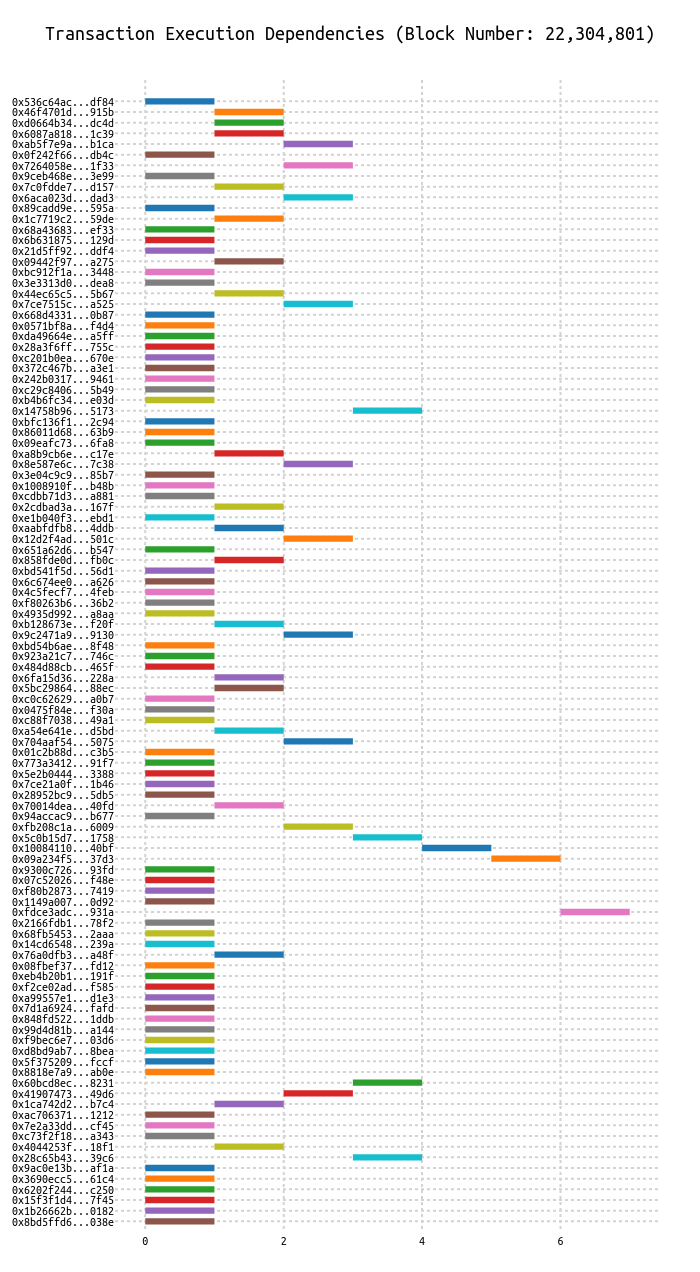 Transaction Execution Dependencies (Block Number: 22,304,801)
0x536c64ac...df84
0x46f4701d...915b
0xd0664b34...dc4d
0x6087a818...1c39
0xab5f7e9a...b1ca
0x0f242f66...db4c
0x7264058e...1f33
0x9ceb468e...3e99
0x7c0fdde7...d157
0x6aca023d...dad3
0x89cadd9e...595a
0x1c7719c2...59de
0x68a43683...ef33
0x6b631875...129d
0x21d5ff92...ddf4
0x09442f97...a275
0xbc912f1a...3448
0x3e3313d0...dea8
0x44ec65c5...5b67
0x7ce7515c...a525
0x668d4331...0b87
0x0571bf8a...f4d4
0xda49664e...a5ff
0x28a3f6ff...755c
0xc201b0ea...670e
0x372c467b...a3e1
0x242b0317...9461
0xc29c8406...5b49
0xb4b6fc34...e03d
0x14758b96...5173
0xbfc136f1...2c94
0x86011d68...63b9
0x09eafc73...6fa8
0xa8b9cb6e...c17e
0x8e587e6c...7c38
0x3e04c9c9...85b7
0x1008910f...b48b
0xcdbb71d3...a881
0x2cdbad3a...167f
0xe1b040f3...ebd1
0xaabfdfb8...4ddb
0x12d2f4ad...501c
0x651a62d6...b547
0x858fde0d...fb0c
0xbd541f5d...56d1
0x6c674ee0...a626
0x4c5fecf7...4feb
0xf80263b6...36b2
0x4935d992...a8aa
0xb128673e...f20f
0x9c2471a9...9130
0xbd54b6ae...8f48
0x923a21c7...746c
0x484d88cb...465f
0x6fa15d36...228a
0x5bc29864...88ec
0xc0c62629...a0b7
0x0475f84e...f30a
0xc88f7038...49a1
0xa54e641e...d5bd
0x704aaf54...5075
0x01c2b88d...c3b5
0x773a3412...91f7
0x5e2b0444...3388
0x7ce21a0f...1b46
0x28952bc9...5db5
0x70014dea...40fd
0x94accac9...b677
0xfb208c1a...6009
0x5c0b15d7...1758
0x10084110...40bf
0x09a234f5...37d3
0x9300c726...93fd
0x07c52026...f48e
0xf80b2873...7419
0x1149a007...0d92
0xfdce3adc...931a
0x2166fdb1...78f2
0x68fb5453...2aaa
0x14cd6548...239a
0x76a0dfb3...a48f
0x08fbef37...fd12
0xeb4b20b1...191f
0xf2ce02ad...f585
0xa99557e1...d1e3
0x7d1a6924...fafd
0x848fd522...1ddb
0x99d4d81b...a144
0xf9bec6e7...03d6
0xd8bd9ab7...8bea
0x5f375209...fccf
0x8818e7a9...ab0e
0x60bcd8ec...8231
0x41907473...49d6
0x1ca742d2...b7c4
0xac706371...1212
0x7e2a33dd...cf45
0xc73f2f18...a343
0x4044253f...18f1
0x28c65b43...39c6
0x9ac0e13b...af1a
0x3690ecc5...61c4
0x6202f244...c250
0x15f3f1d4...7f45
0x1b26662b...0182
0x8bd5ffd6...038e
0 2 4 6